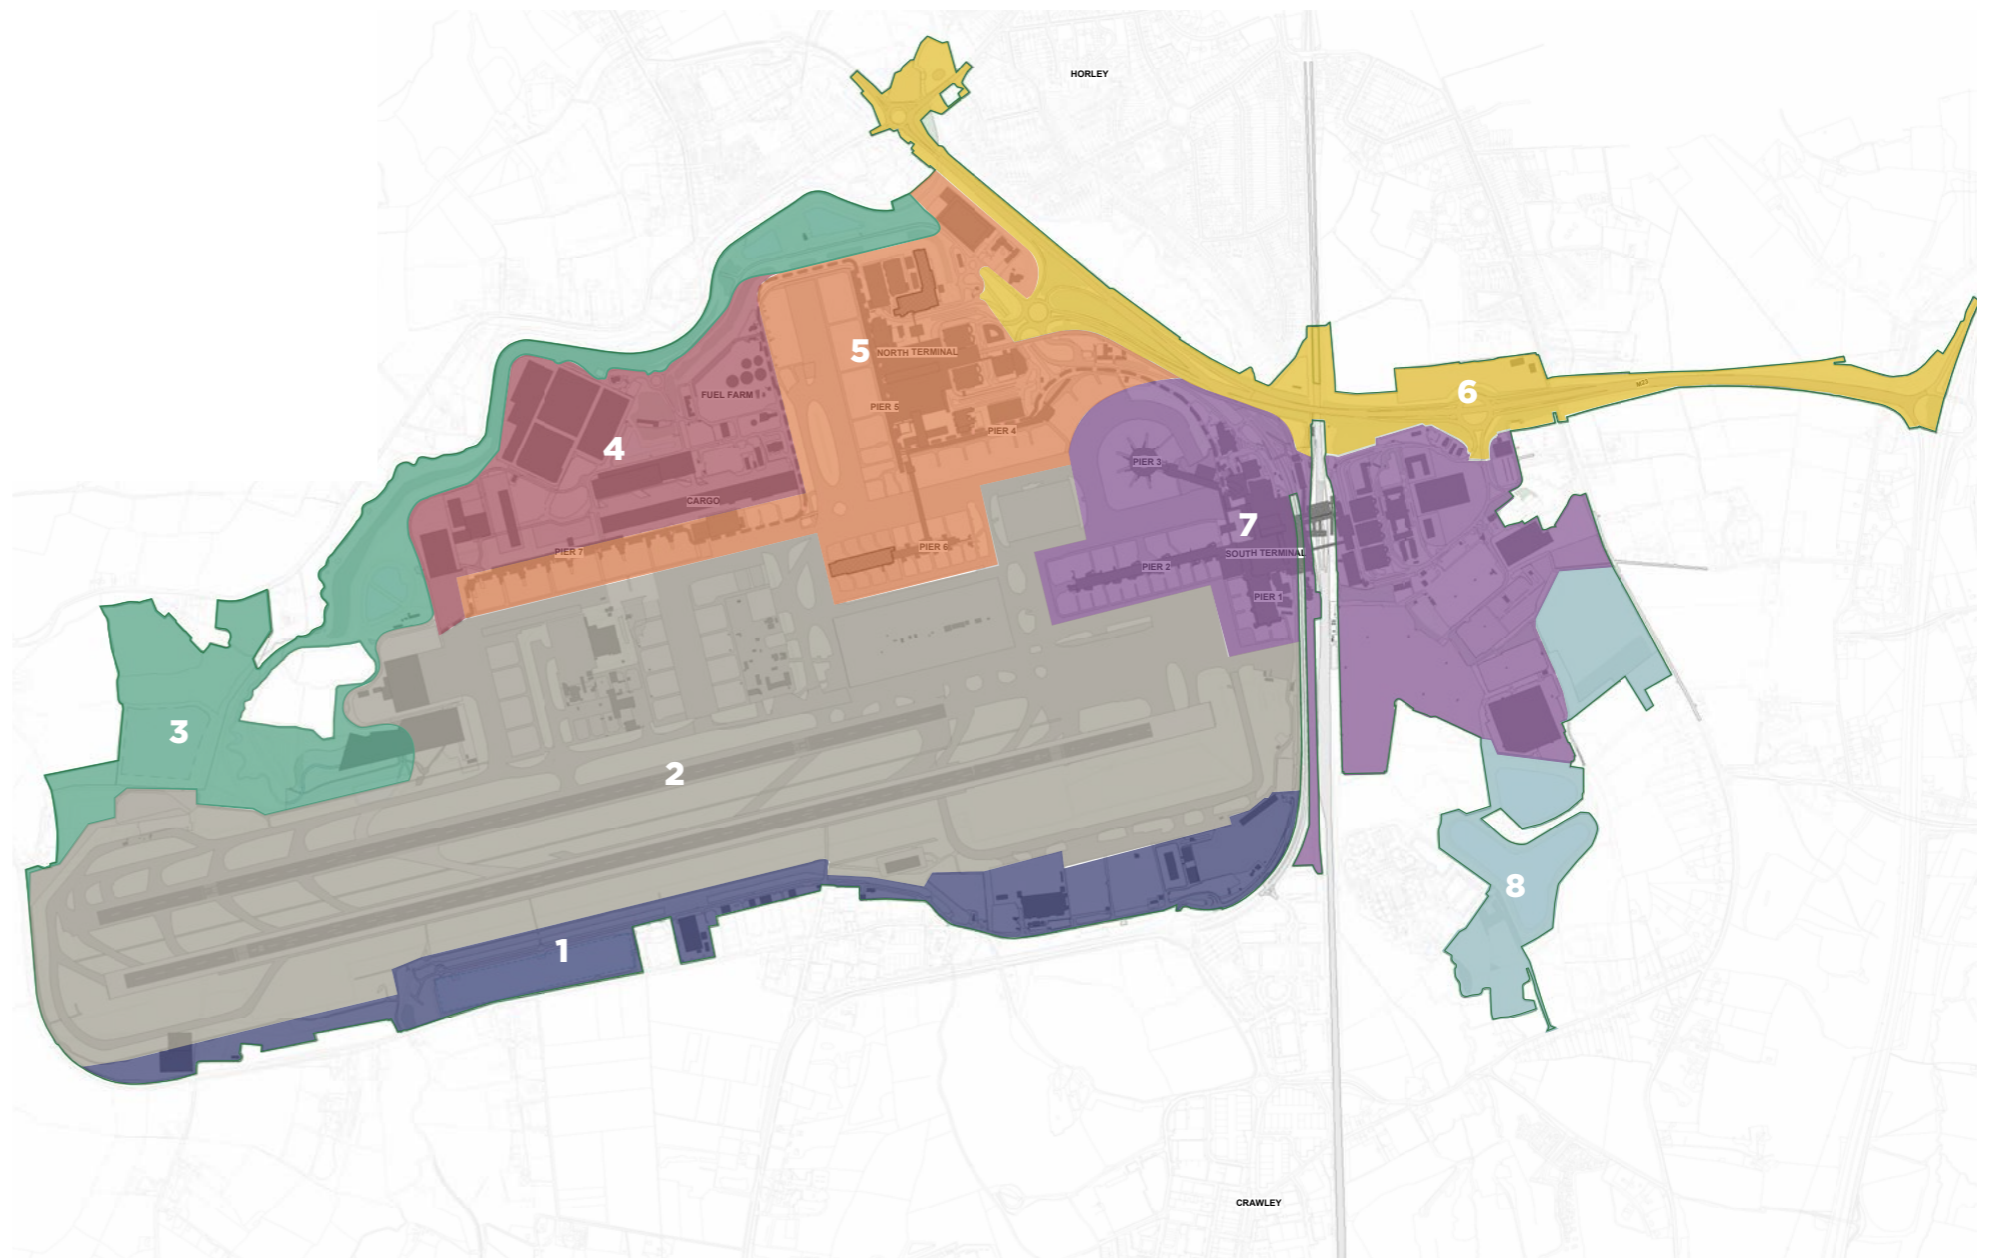 HORLEY
5
NORTH TERMINAL
6
M23
FUEL FARM
PIER 5
PIER 4
4
PIER 3
CARGO
7
PIER 7
PIER 6
SOUTH TERMINAL
PIER 2
PIER 1
3
2
8
1
CRAWLEY